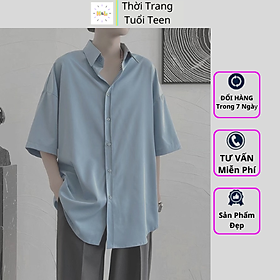 Thời Trang
Tuổi Teen
ĐỔI HÀNG
Trong 7 Ngày
TƯ VẤN
Miễn Phí
Sản Phẩm
Đẹp